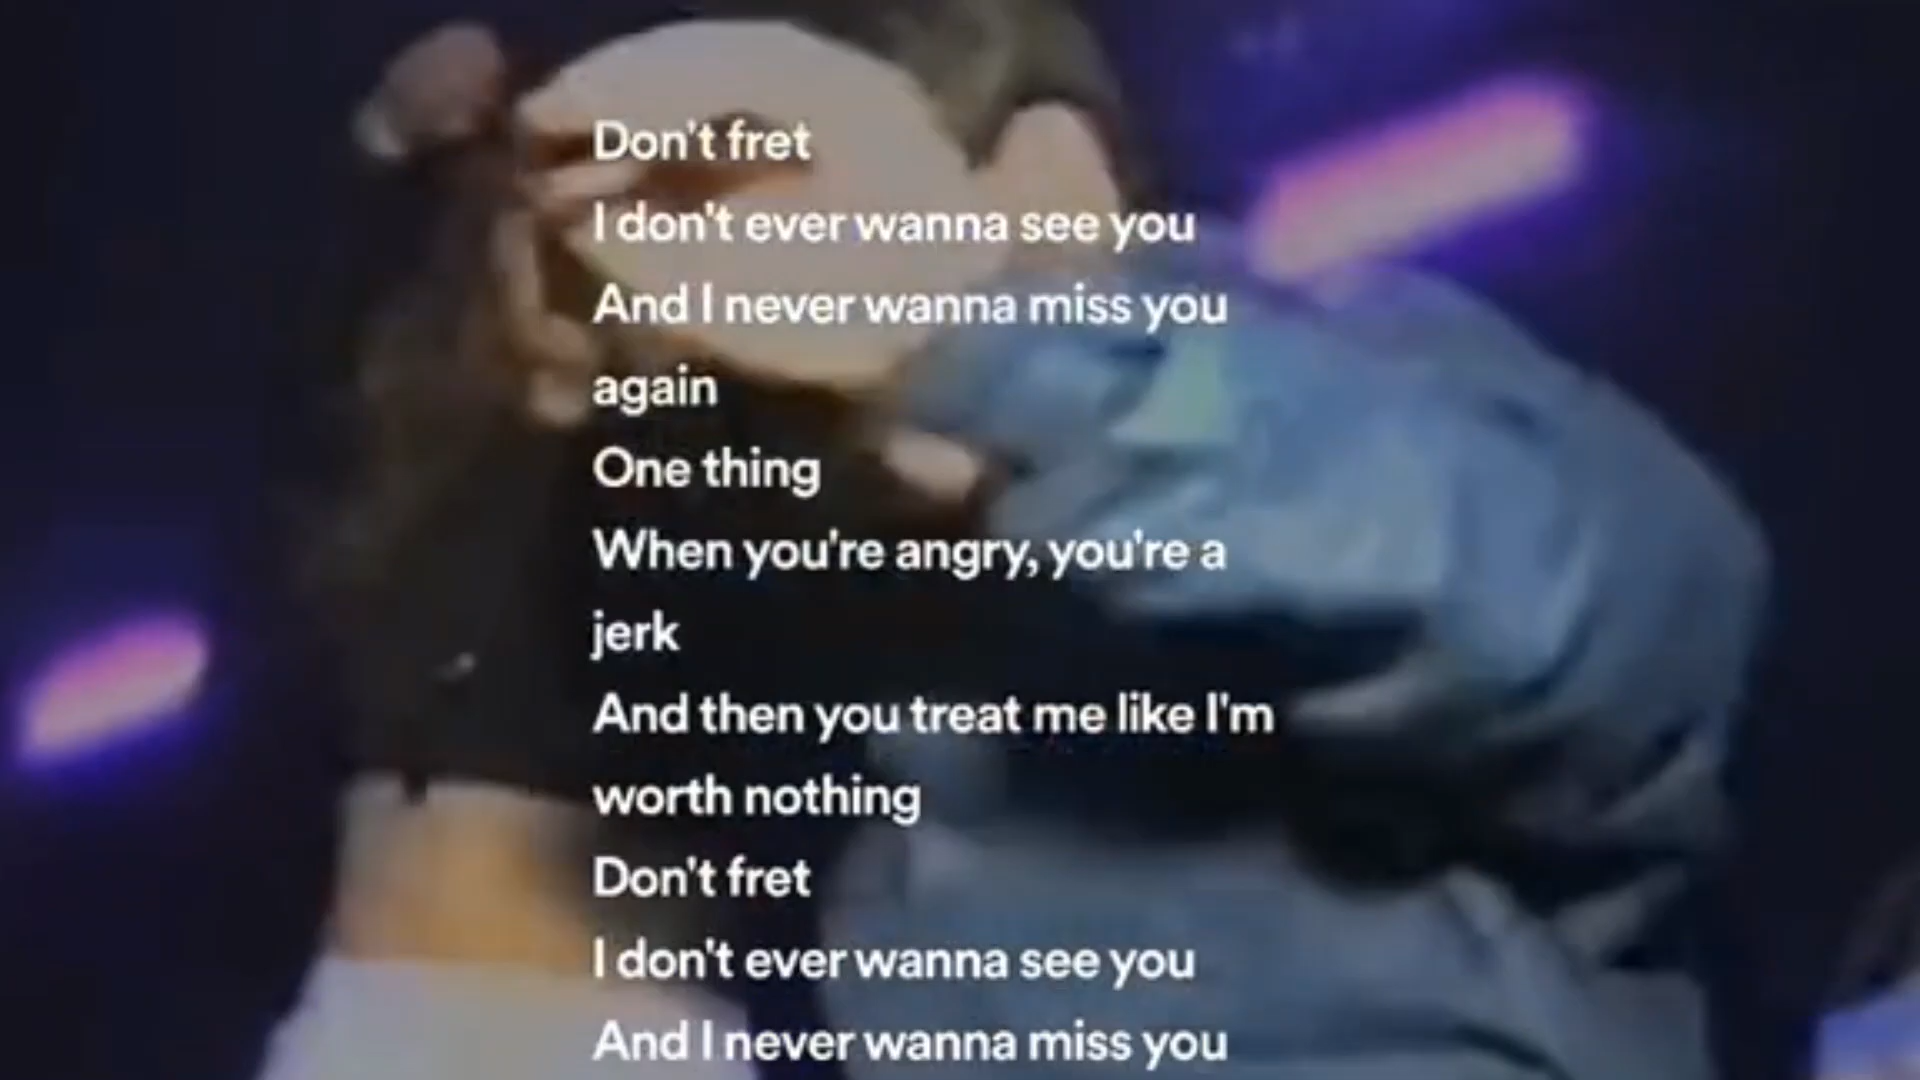 Don't fret
I don't ever wanna see you
And I never wanna miss you
again
One thing
When you're angry, you're a
jerk
And then you treat me like I'm
worth nothing
Don't fret
I don't ever wanna see you
And I never wanna miss you